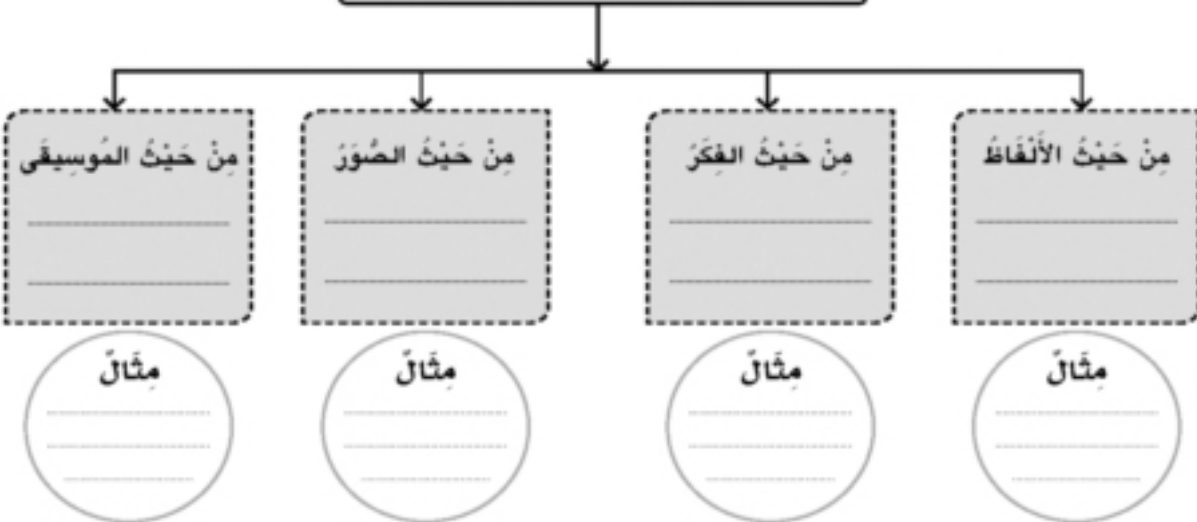 مِنْ حَيْثُ الأَلْفَاظُ
مِنْ حَيْثُ الفِكَرُ
مِنْ حَيْثُ الصُّوَرُ
مِنْ حَيْثُ المُوسِيقَى
مِثَالٌ
مِثَالٌ
مِثَالٌ
مِثَالٌ